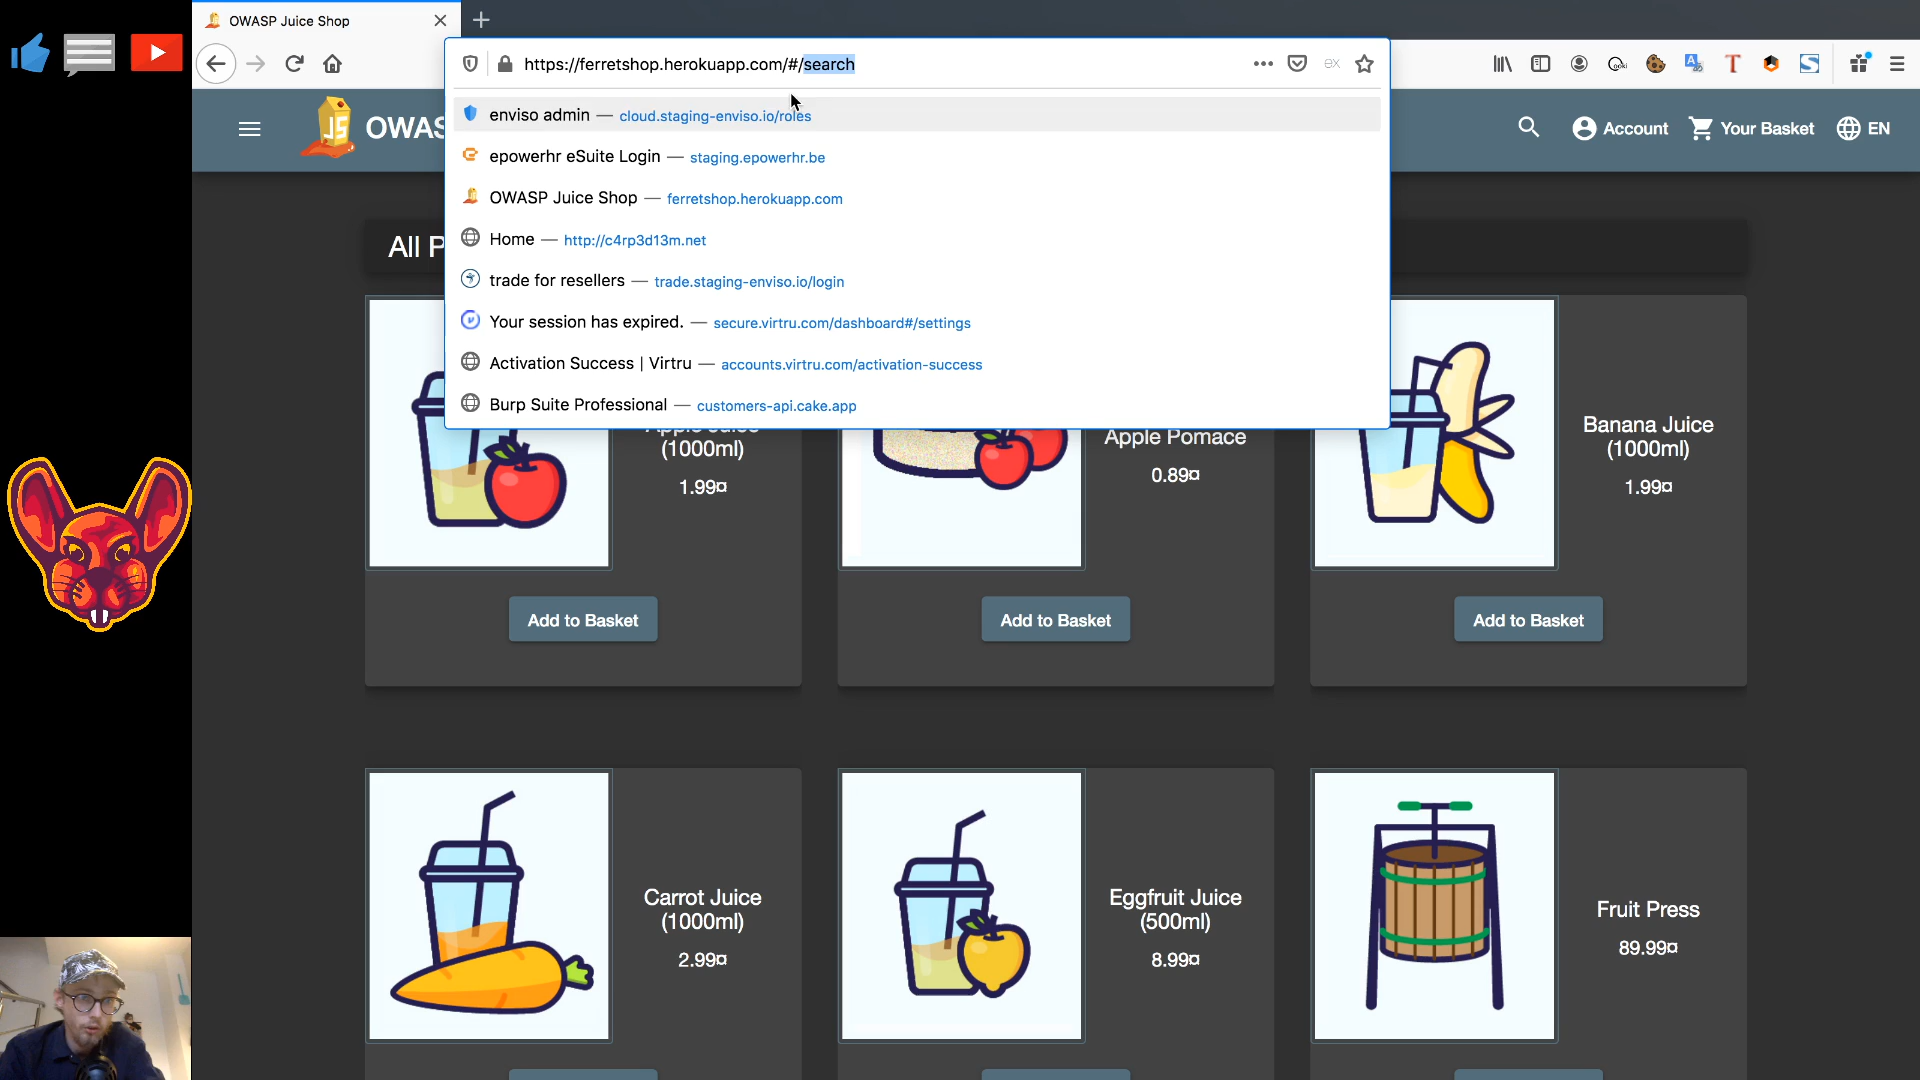 OWASP Juice Shop
https://ferretshop.herokuapp.com/#/search
enviso admin — cloud.staging-enviso.io/roles
epowerhr eSuite Login — staging.epowerhr.be
OWASP Juice Shop — ferretshop.herokuapp.com
Home — http://c4rp3d13m.net
trade for resellers — trade.staging-enviso.io/login
Your session has expired. — secure.virtru.com/dashboard#/settings
Activation Success | Virtru — accounts.virtru.com/activation-success
Burp Suite Professional — customers-api.cake.app
JS
OWAS
Account
Your Basket
EN
All P
Apple Juice
(1000ml)
1.99¤
Add to Basket
Apple Pomace
0.89¤
Add to Basket
Banana Juice
(1000ml)
1.99¤
Add to Basket
Carrot Juice
(1000ml)
2.99¤
Eggfruit Juice
(500ml)
8.99¤
Fruit Press
89.99¤